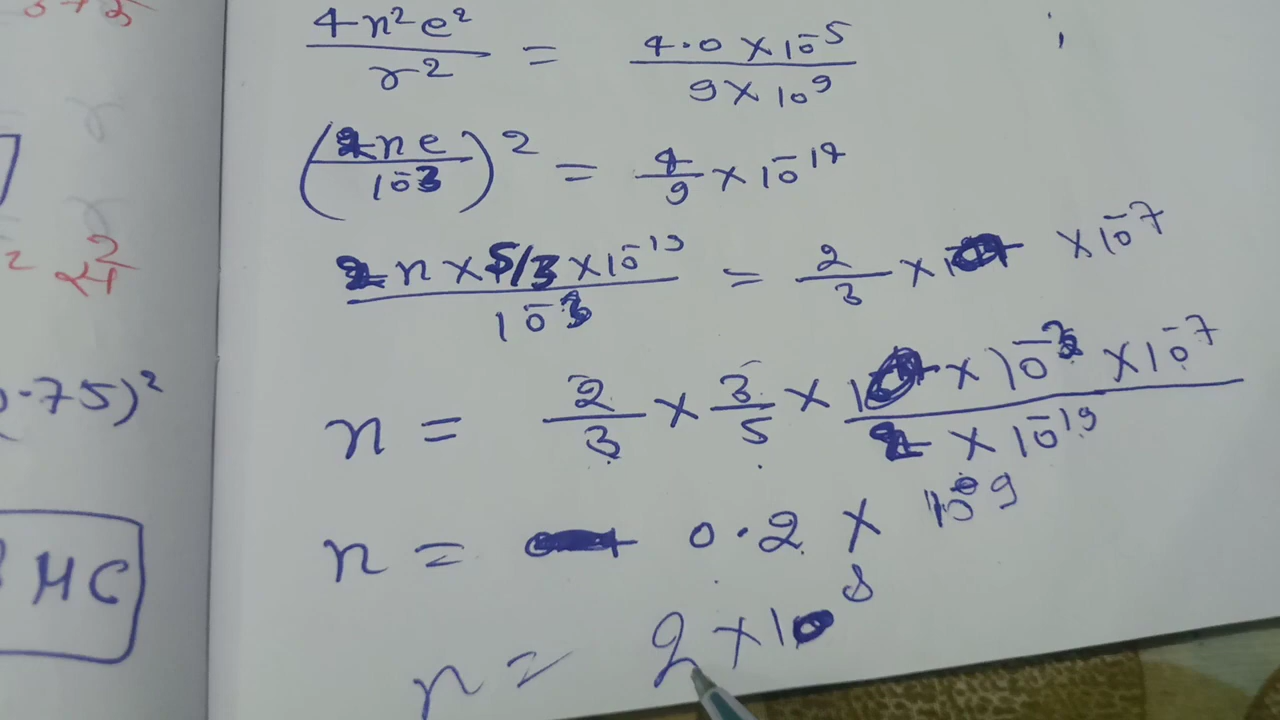 4n²e²/r² = 4.0 × 10⁻⁵/9 × 10⁹
(2ne/10⁻³)² = 4/9 × 10⁻¹⁴
2n × 5/3 × 10⁻¹⁹/10⁻³ = 2/3 × 10⁻⁷
n = 2/3 × 3/5 × 10⁻³ × 10⁻⁷/2 × 10⁻¹⁹
n = 0.2 × 10⁹
n = 2 × 10⁸
.75)²
MC